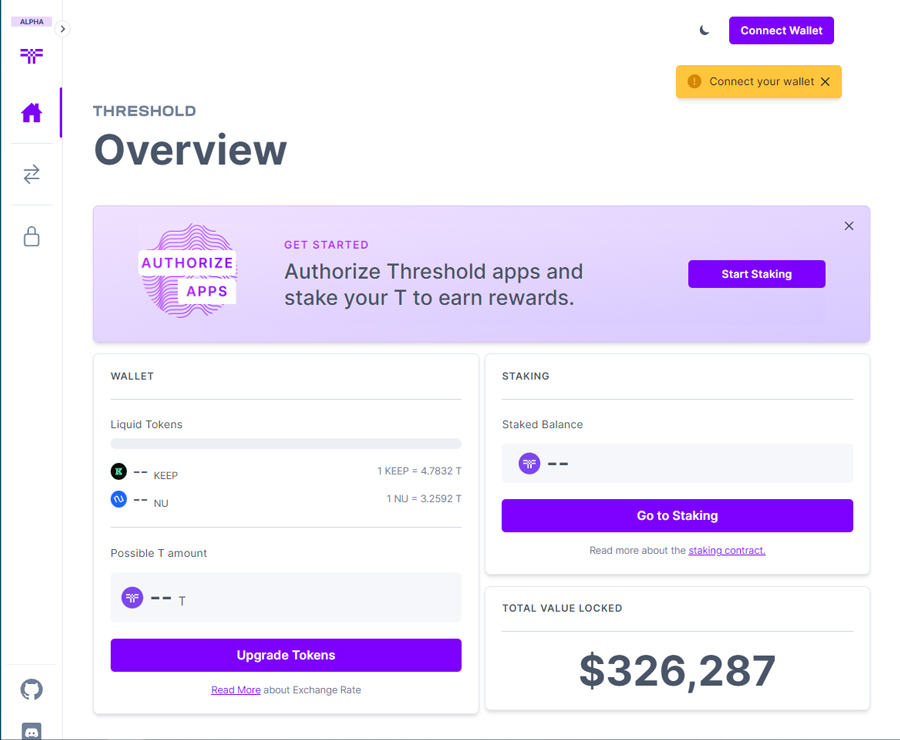 ALPHA
Connect Wallet
Connect your wallet
THRESHOLD
Overview
AUTHORIZE
APPS
GET STARTED
Authorize Threshold apps and
stake your T to earn rewards.
Start Staking
WALLET
Liquid Tokens
-- KEEP
1 KEEP = 4.7832 T
-- NU
1 NU = 3.2592 T
Possible T amount
-- T
Upgrade Tokens
Read More about Exchange Rate
STAKING
Staked Balance
--
Go to Staking
Read more about the staking contract.
TOTAL VALUE LOCKED
$326,287